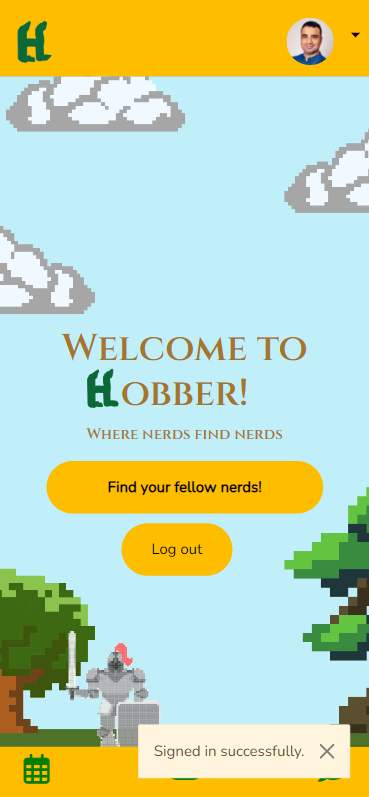 H
Welcome to
Hobber!
Where nerds find nerds
Find your fellow nerds!
Log out
Signed in successfully.